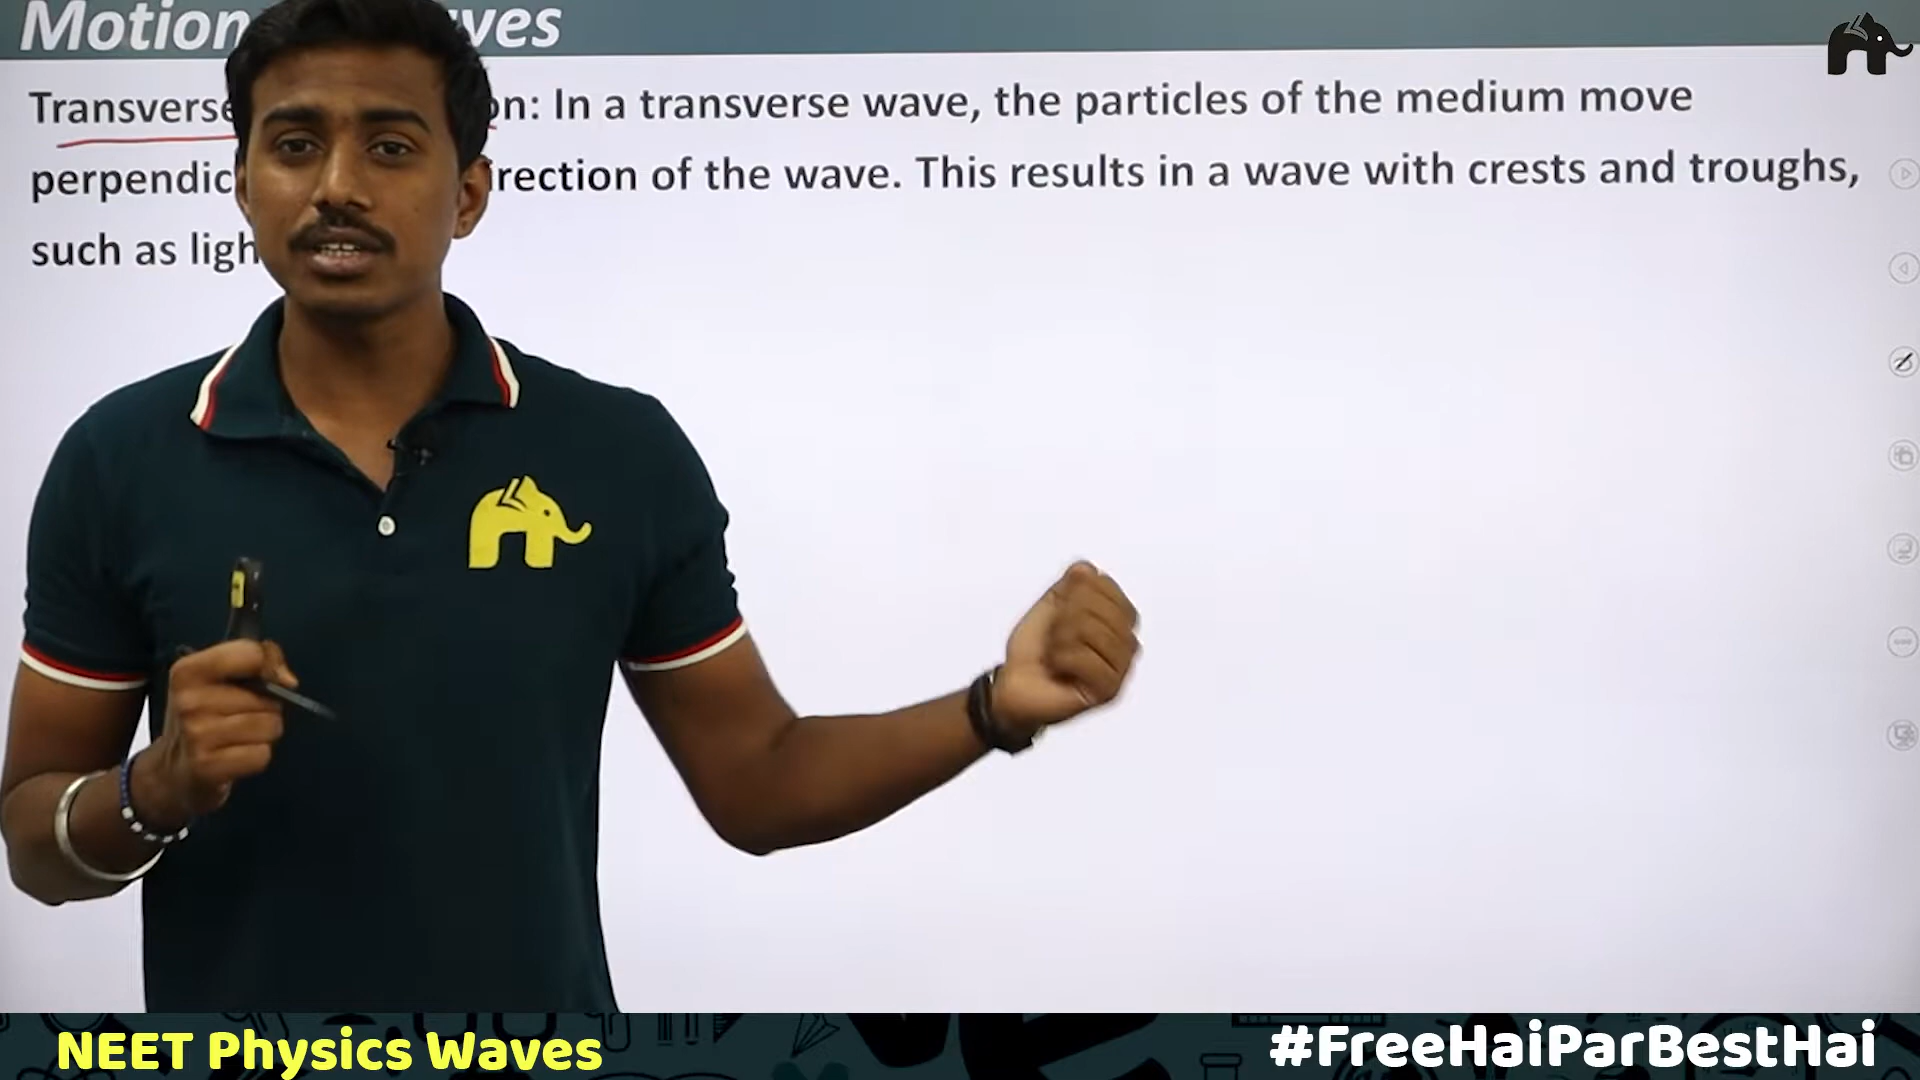 Motion
Transverse on: In a transverse wave, the particles of the medium move
perpendic irection of the wave. This results in a wave with crests and troughs,
such as ligh
NEET Physics Waves #FreeHaiParBestHai